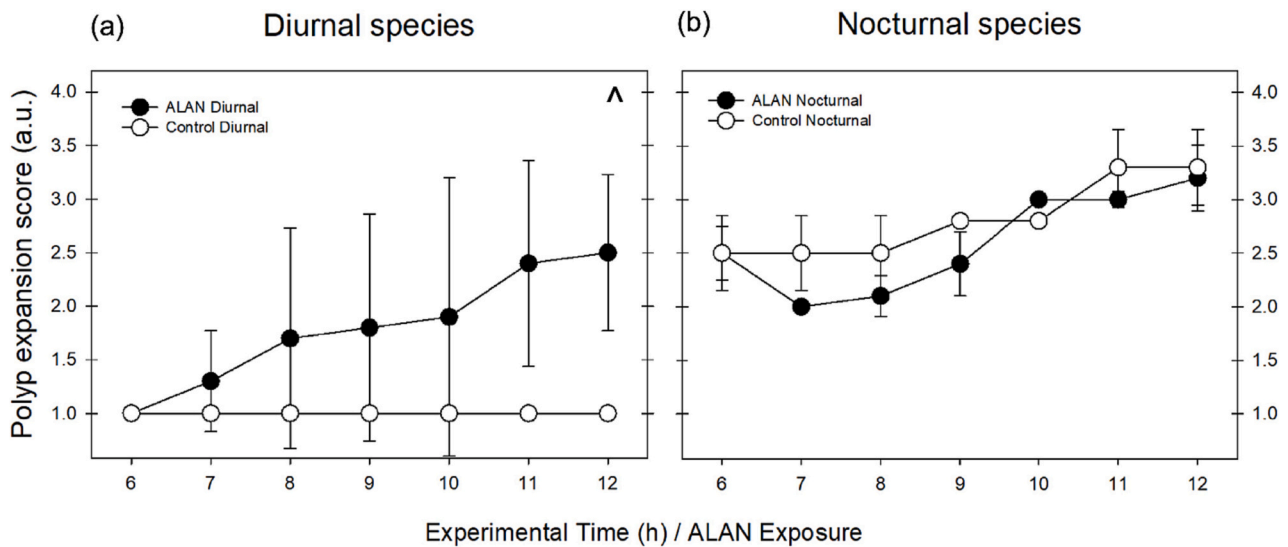 (a) Diurnal species
(b) Nocturnal species
Polyp expansion score (a.u.)
4.0
3.5
3.0
2.5
2.0
1.5
1.0
ALAN Diurnal
Control Diurnal
^
6 7 8 9 10 11 12
ALAN Nocturnal
Control Nocturnal
4.0
3.5
3.0
2.5
2.0
1.5
1.0
6 7 8 9 10 11 12
Experimental Time (h) / ALAN Exposure